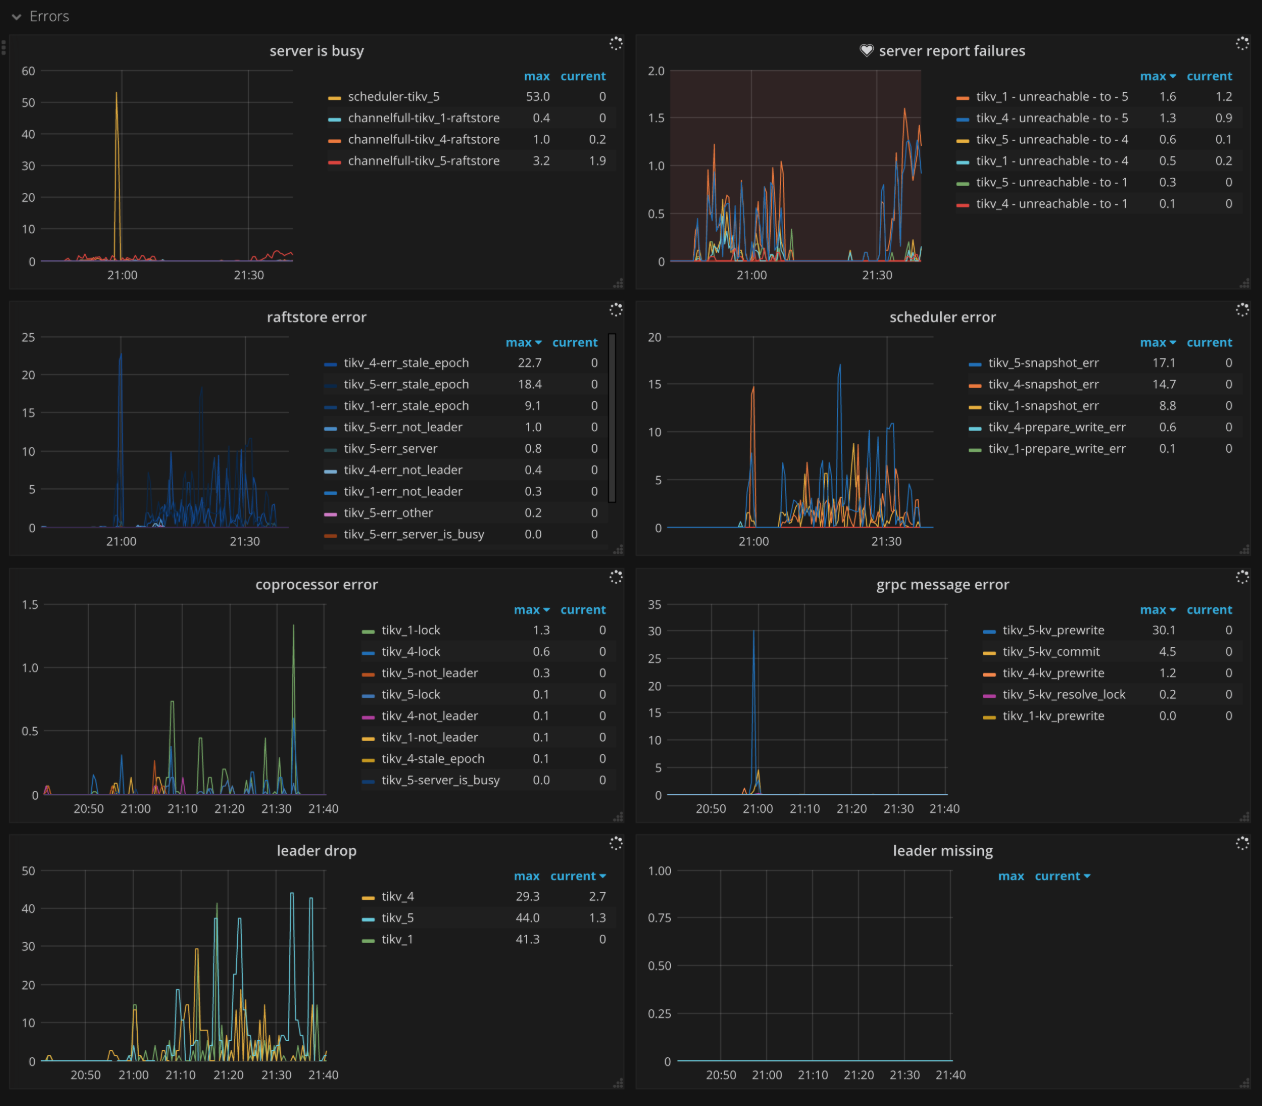 Errors
server is busy
max current
60
50
40
30
20
10
0
21:00 21:30
scheduler-tikv_5 53.0 0
channelfull-tikv_1-raftstore 0.4 0
channelfull-tikv_4-raftstore 1.0 0.2
channelfull-tikv_5-raftstore 3.2 1.9
server report failures
max current
2.0
1.5
1.0
0.5
0
21:00 21:30
tikv_1 - unreachable - to - 5 1.6 1.2
tikv_4 - unreachable - to - 5 1.3 0.9
tikv_5 - unreachable - to - 4 0.6 0.1
tikv_1 - unreachable - to - 4 0.5 0.2
tikv_5 - unreachable - to - 1 0.3 0
tikv_4 - unreachable - to - 1 0.1 0
raftstore error
max current
25
20
15
10
5
0
21:00 21:30
tikv_4-err_stale_epoch 22.7 0
tikv_5-err_stale_epoch 18.4 0
tikv_1-err_stale_epoch 9.1 0
tikv_5-err_not_leader 1.0 0
tikv_5-err_server 0.8 0
tikv_4-err_not_leader 0.4 0
tikv_1-err_not_leader 0.3 0
tikv_5-err_other 0.2 0
tikv_5-err_server_is_busy 0.0 0
scheduler error
max current
20
15
10
5
0
21:00 21:30
tikv_5-snapshot_err 17.1 0
tikv_4-snapshot_err 14.7 0
tikv_1-snapshot_err 8.8 0
tikv_4-prepare_write_err 0.6 0
tikv_1-prepare_write_err 0.1 0
coprocessor error
max current
1.5
1.0
0.5
0
20:50 21:00 21:10 21:20 21:30 21:40
tikv_1-lock 1.3 0
tikv_4-lock 0.6 0
tikv_5-not_leader 0.3 0
tikv_5-lock 0.1 0
tikv_4-not_leader 0.1 0
tikv_1-not_leader 0.1 0
tikv_4-stale_epoch 0.1 0
tikv_5-server_is_busy 0.0 0
grpc message error
max current
35
30
25
20
15
10
5
0
20:50 21:00 21:10 21:20 21:30 21:40
tikv_5-kv_prewrite 30.1 0
tikv_5-kv_commit 4.5 0
tikv_4-kv_prewrite 1.2 0
tikv_5-kv_resolve_lock 0.2 0
tikv_1-kv_prewrite 0.0 0
leader drop
max current
50
40
30
20
10
0
20:50 21:00 21:10 21:20 21:30 21:40
tikv_4 29.3 2.7
tikv_5 44.0 1.3
tikv_1 41.3 0
leader missing
max current
1.00
0.75
0.50
0.25
0
20:50 21:00 21:10 21:20 21:30 21:40